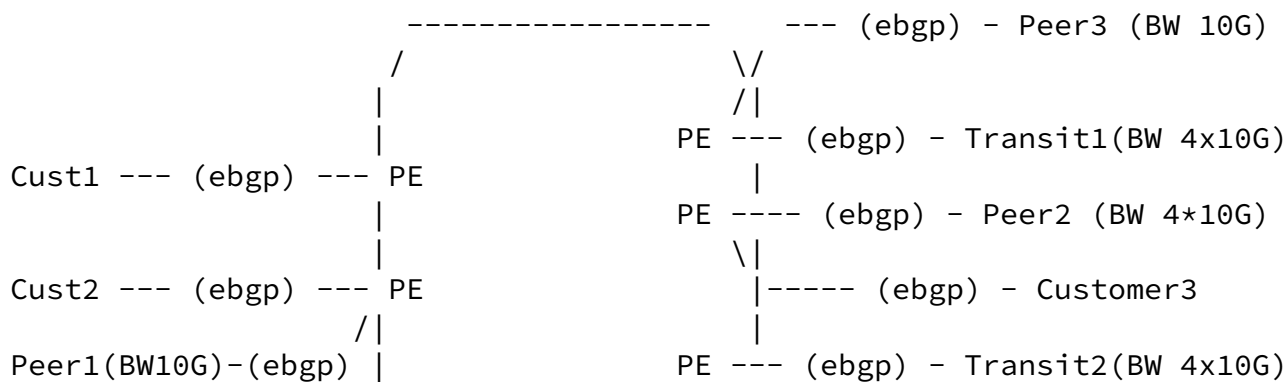 -----------------    --- (ebgp) - Peer3 (BW 10G)
                    /                  \/
                   |                   /|
                   |                PE --- (ebgp) - Transit1(BW 4x10G)
Cust1 --- (ebgp) --- PE                 |
                   |                PE ---- (ebgp) - Peer2 (BW 4*10G)
                   |                   \|
Cust2 --- (ebgp) --- PE                 |----- (ebgp) - Customer3
                  /|                    |
Peer1(BW10G)-(ebgp) |               PE --- (ebgp) - Transit2(BW 4x10G)